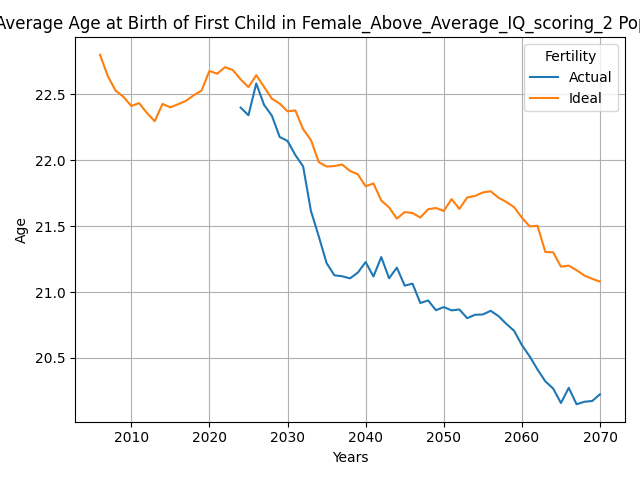 Average Age at Birth of First Child in Female_Above_Average_IQ_scoring_2 Pop
Fertility
Actual
Ideal
22.5
22.0
21.5
21.0
20.5
Age
2010 2020 2030 2040 2050 2060 2070
Years